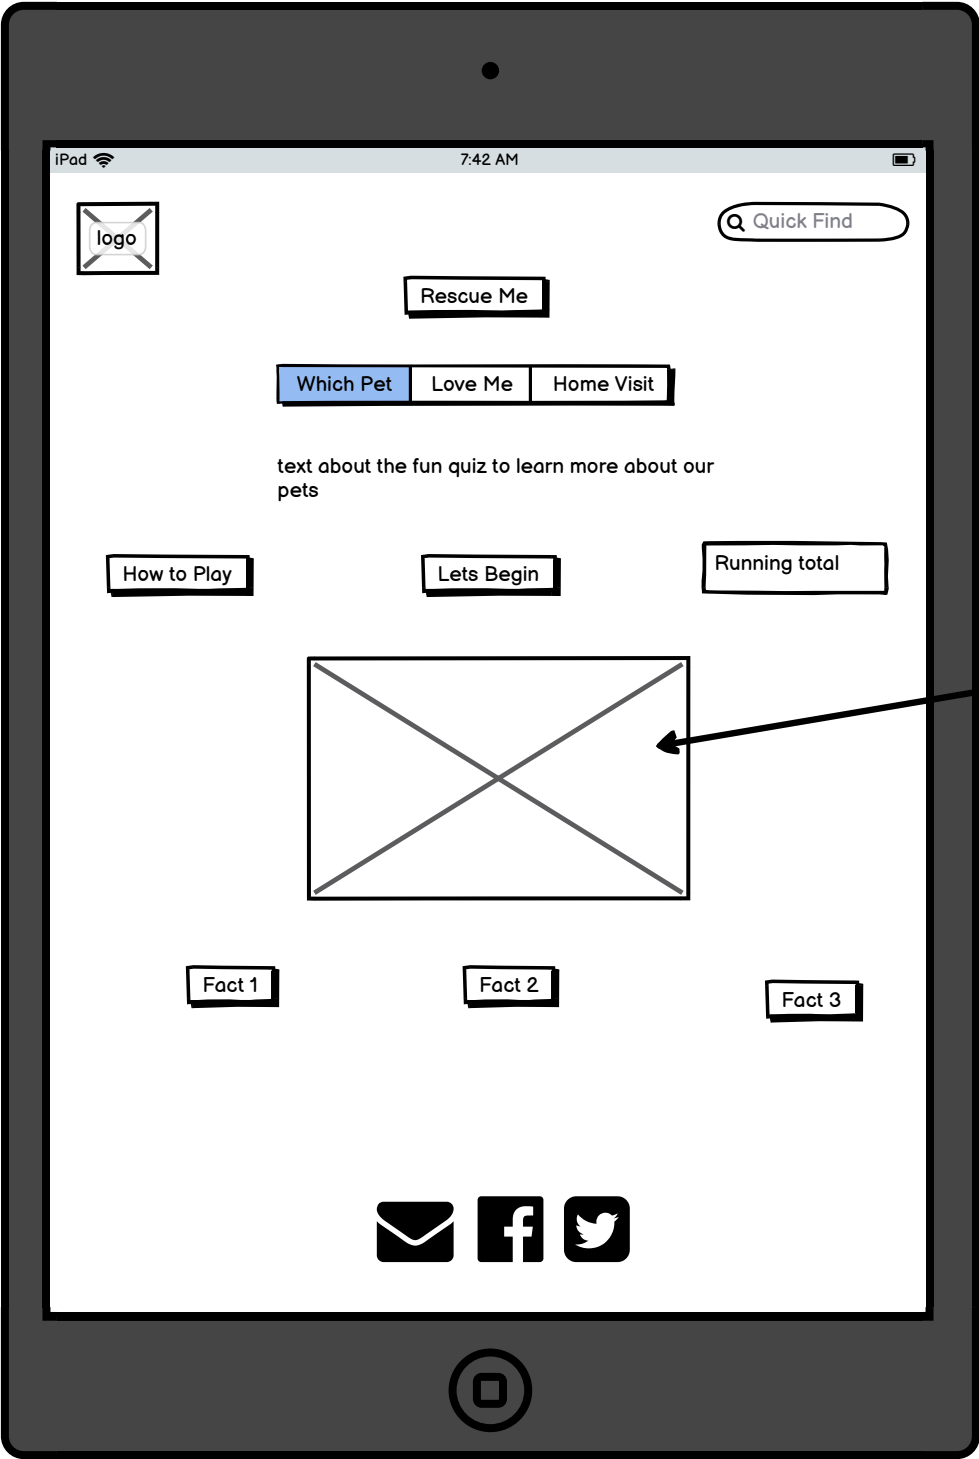 iPad
7:42 AM
logo
Quick Find
Rescue Me
Which Pet
Love Me
Home Visit
text about the fun quiz to learn more about our
pets
How to Play
Lets Begin
Running total
Fact 1
Fact 2
Fact 3